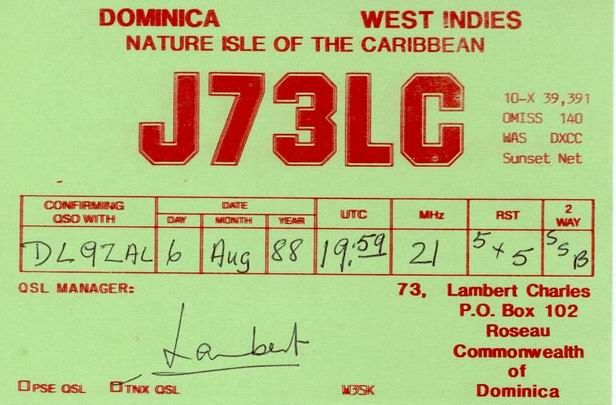 DOMINICA WEST INDIES
NATURE ISLE OF THE CARIBBEAN
J73LC
10-X 39,391
OMISS 140
WAS DXCC
Sunset Net
CONFIRMING QSO WITH DATE DAY MONTH YEAR UTC MHz RST 2 WAY
DL9ZAL 6 Aug 88 19:59 21 5+5 SSB
QSL MANAGER:
73, Lambert Charles
P.O. Box 102
Roseau
Commonwealth
of
Dominica
Lambert
PSE QSL TNX QSL
W3SK